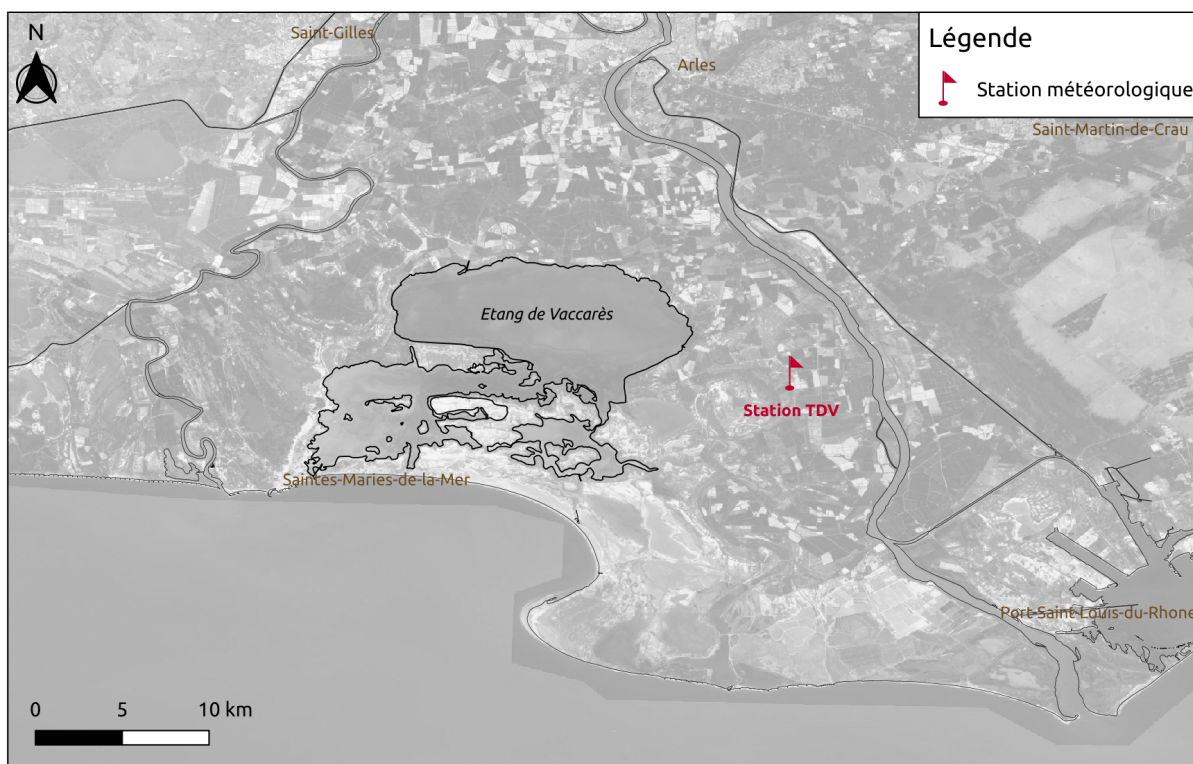 N
Saint-Gilles
Arles
Légende
Station météorologique
Saint-Martin-de-Crau
Etang de Vaccarès
Station TDV
Saintes-Maries-de-la-Mer
Port-Saint-Louis-du-Rhone
0 5 10 km